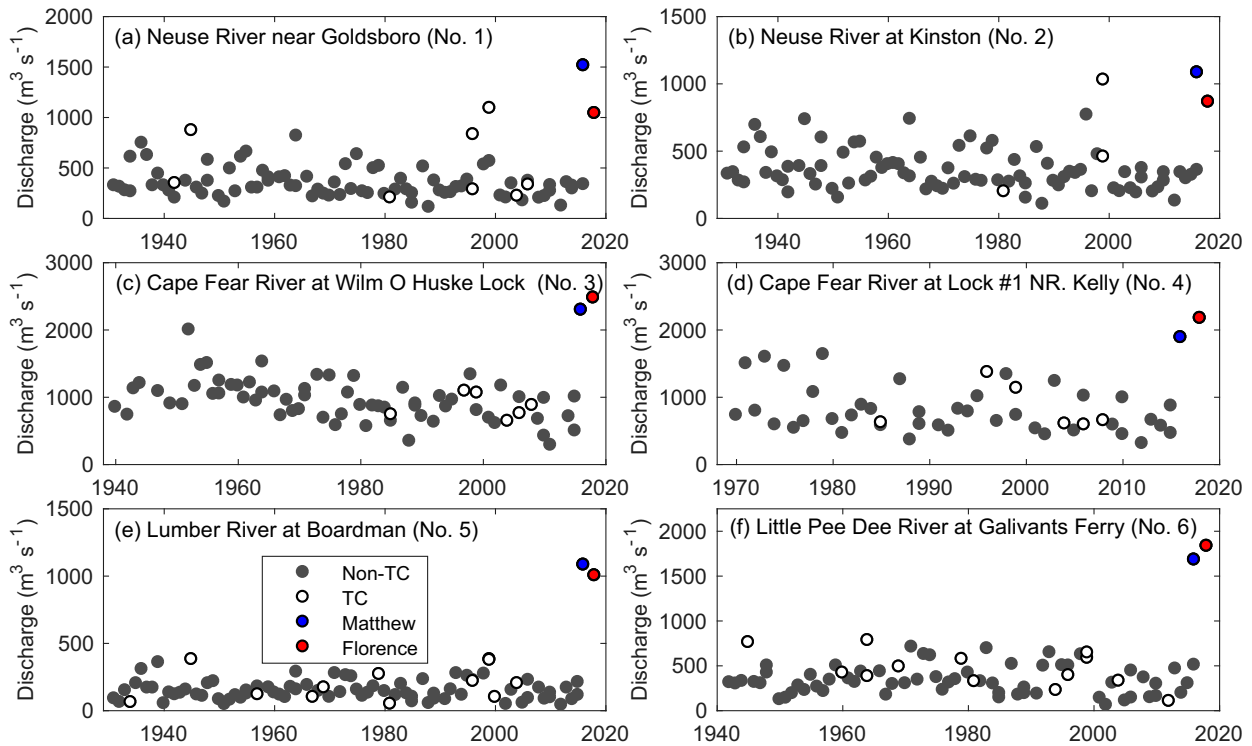 (a) Neuse River near Goldsboro (No. 1)
Discharge (m³ s⁻¹)
2000
1500
1000
500
0
1940 1960 1980 2000 2020
(b) Neuse River at Kinston (No. 2)
Discharge (m³ s⁻¹)
1500
1000
500
0
1940 1960 1980 2000 2020
(c) Cape Fear River at Wilm O Huske Lock (No. 3)
Discharge (m³ s⁻¹)
3000
2000
1000
0
1940 1960 1980 2000 2020
(d) Cape Fear River at Lock #1 NR. Kelly (No. 4)
Discharge (m³ s⁻¹)
3000
2000
1000
0
1970 1980 1990 2000 2010 2020
(e) Lumber River at Boardman (No. 5)
Discharge (m³ s⁻¹)
1500
1000
500
0
Non-TC
TC
Matthew
Florence
1940 1960 1980 2000 2020
(f) Little Pee Dee River at Galivants Ferry (No. 6)
Discharge (m³ s⁻¹)
2000
1500
1000
500
0
1940 1960 1980 2000 2020